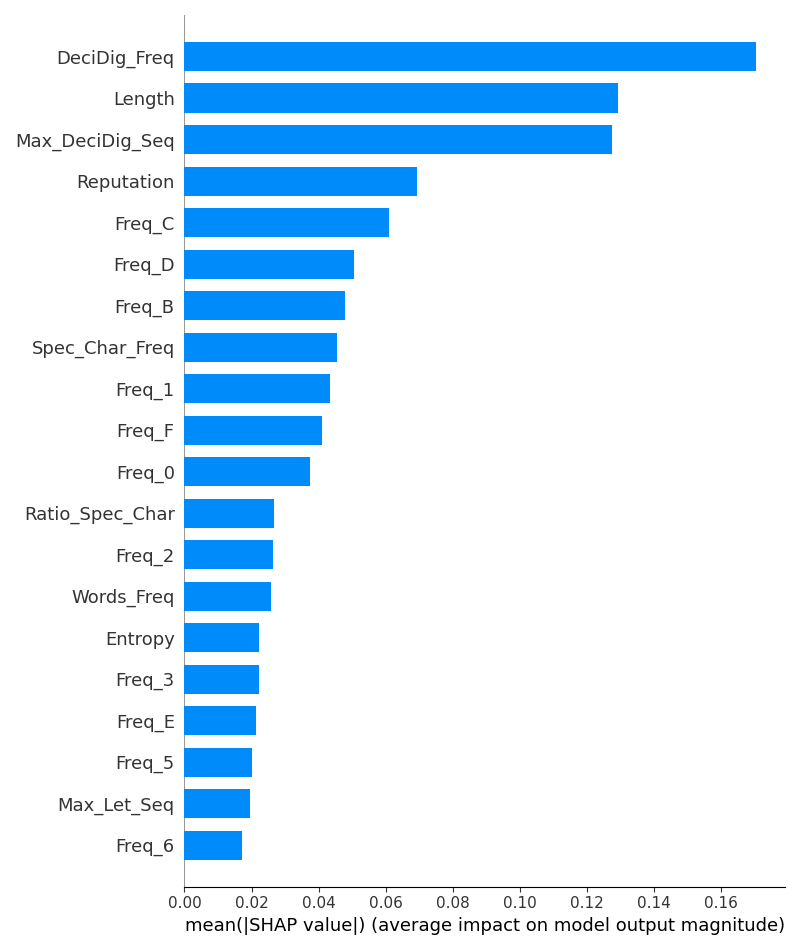 DeciDig_Freq
Length
Max_DeciDig_Seq
Reputation
Freq_C
Freq_D
Freq_B
Spec_Char_Freq
Freq_1
Freq_F
Freq_0
Ratio_Spec_Char
Freq_2
Words_Freq
Entropy
Freq_3
Freq_E
Freq_5
Max_Let_Seq
Freq_6
0.00 0.02 0.04 0.06 0.08 0.10 0.12 0.14 0.16
mean(|SHAP value|) (average impact on model output magnitude)